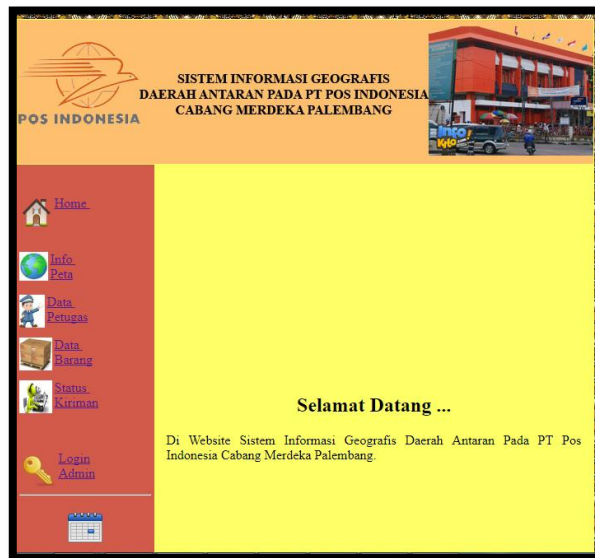 POS INDONESIA
SISTEM INFORMASI GEOGRAFIS
DAERAH ANTARAN PADA PT POS INDONESIA
CABANG MERDEKA PALEMBANG
Info
Kito
Home
Info
Peta
Data
Petugas
Data
Barang
Status
Kiriman
Login
Admin
Selamat Datang ...
Di Website Sistem Informasi Geografis Daerah Antaran Pada PT Pos
Indonesia Cabang Merdeka Palembang.